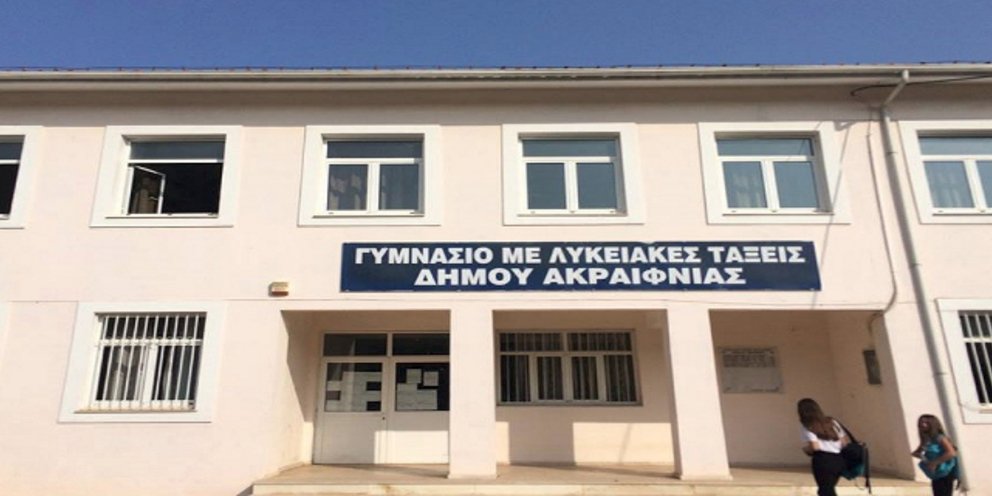 ΓΥΜΝΑΣΙΟ ΜΕ ΛΥΚΕΙΑΚΕΣ ΤΑΞΕΙΣ
ΔΗΜΟΥ ΑΚΡΑΙΦΝΙΑΣ